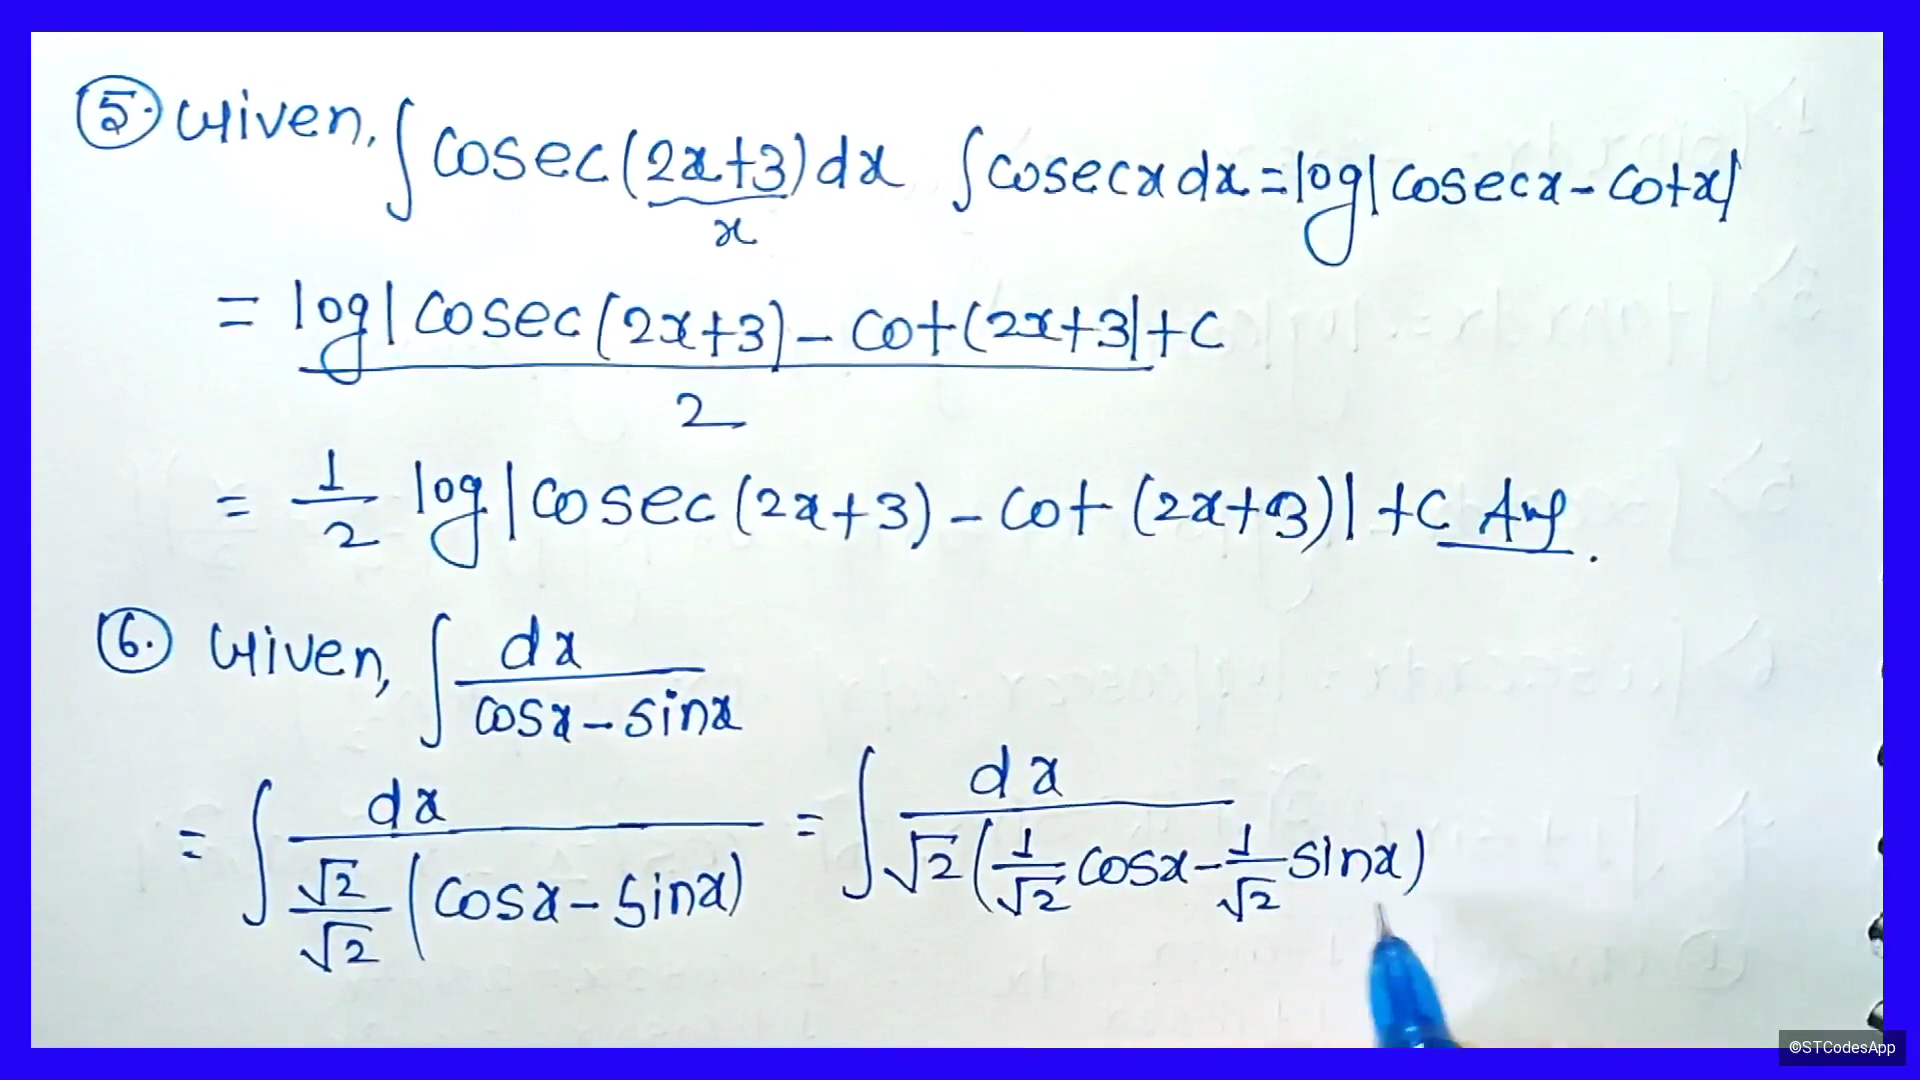 5. Given, ∫ cosec(2x+3)dx ∫cosecx dx = log|cosecx - cotx|
x
= log|cosec(2x+3) - cot(2x+3|+c
2
= 1/2 log|cosec(2x+3) - cot(2x+3)|+c Ans.
6. Given, ∫ dx
cosx - sinx
= ∫ dx / √2/√2 (cosx - sinx) = ∫ dx / √2(1/√2 cosx - 1/√2 sinx)
©STCodesApp